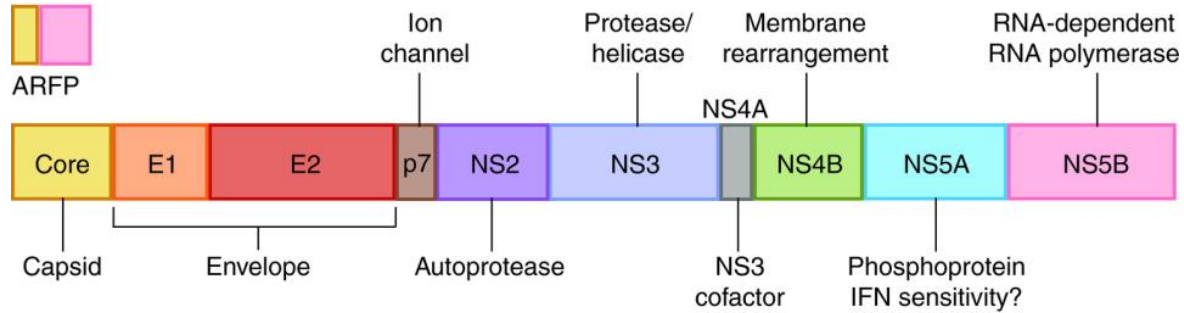 Ion
channel
Protease/
helicase
Membrane
rearrangement
RNA-dependent
RNA polymerase
ARFP
NS4A
Core
E1
E2
p7
NS2
NS3
NS4B
NS5A
NS5B
Capsid
Envelope
Autoprotease
NS3
cofactor
Phosphoprotein
IFN sensitivity?